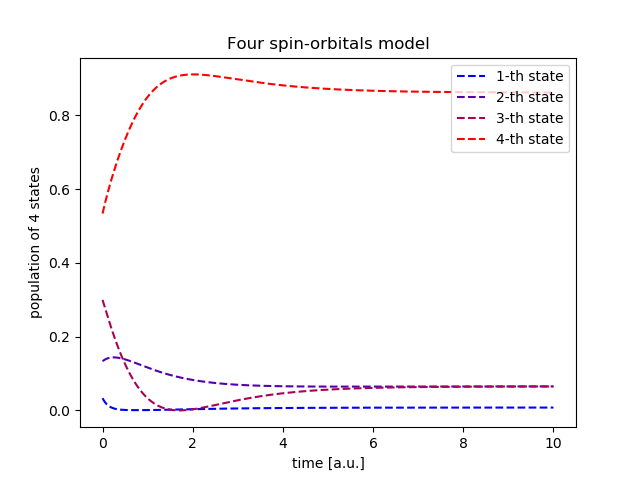 Four spin-orbitals model
1-th state
2-th state
3-th state
4-th state
population of 4 states
0.8
0.6
0.4
0.2
0.0
0 2 4 6 8 10
time [a.u.]